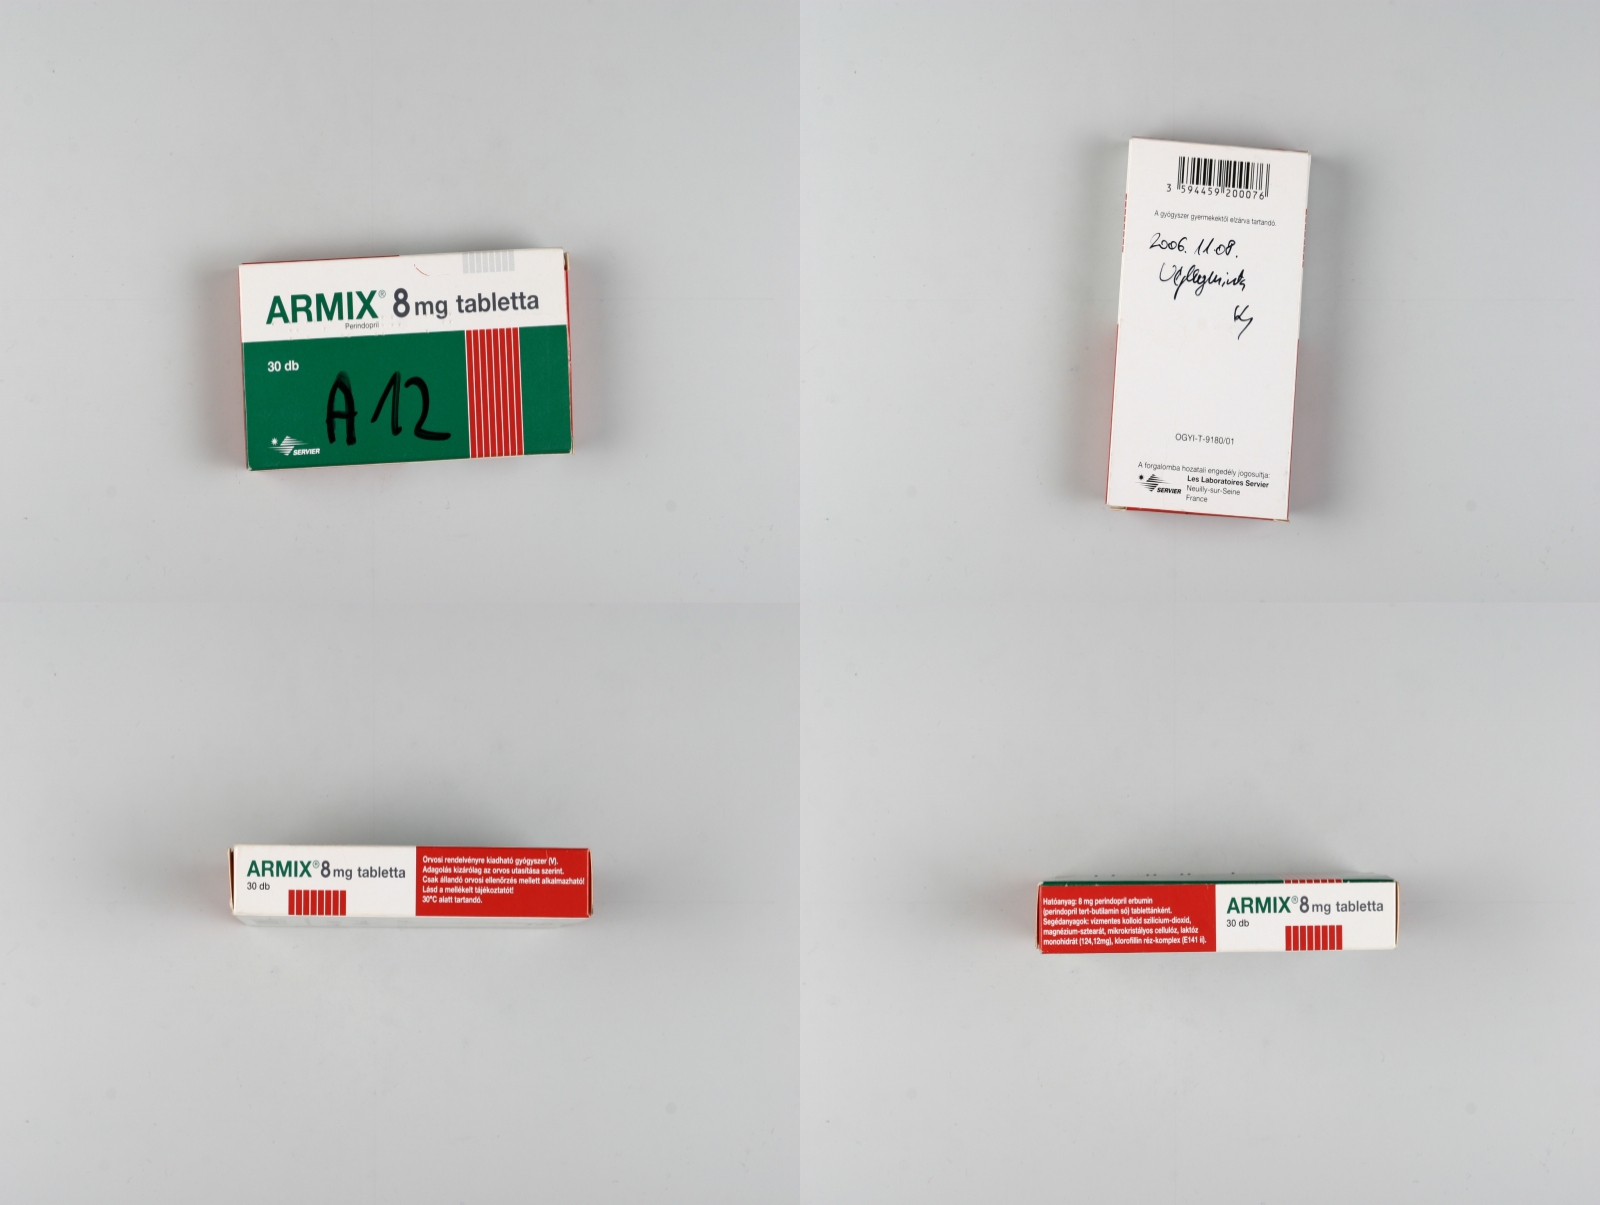 ARMIX® 8 mg tabletta
Perindopril
30 db
A12
SERVIER
3 594459 200076
A gyógyszer gyermekektől elzárva tartandó.
2006. 11.08.
OGYI-T-9180/01
A forgalomba hozatali engedély jogosultja:
SERVIER
Les Laboratoires Servier
Neuilly-sur-Seine
France
ARMIX® 8 mg tabletta
30 db
Orvosi rendelvényre kiadható gyógyszer (V).
Adagolás kizárólag az orvos utasítása szerint.
Csak állandó orvosi ellenőrzés mellett alkalmazható!
Lásd a mellékelt tájékoztatót!
30°C alatt tartandó.
Hatóanyag: 8 mg perindopril erbumin
(perindopril tert-butilamin só) tablettánként.
Segédanyagok: vízmentes kolloid szilícium-dioxid,
magnézium-sztearát, mikrokristályos cellulóz, laktóz
monohidrát (124,12mg), klorofillin réz-komplex (E141 ii).
ARMIX® 8 mg tabletta
30 db